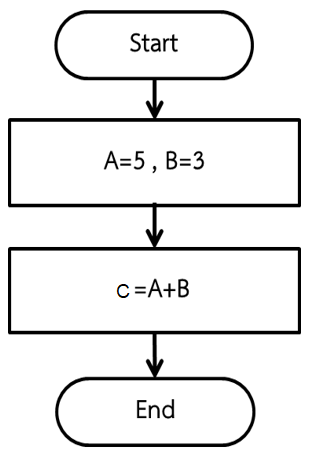 Start
A=5 , B=3
C=A+B
End